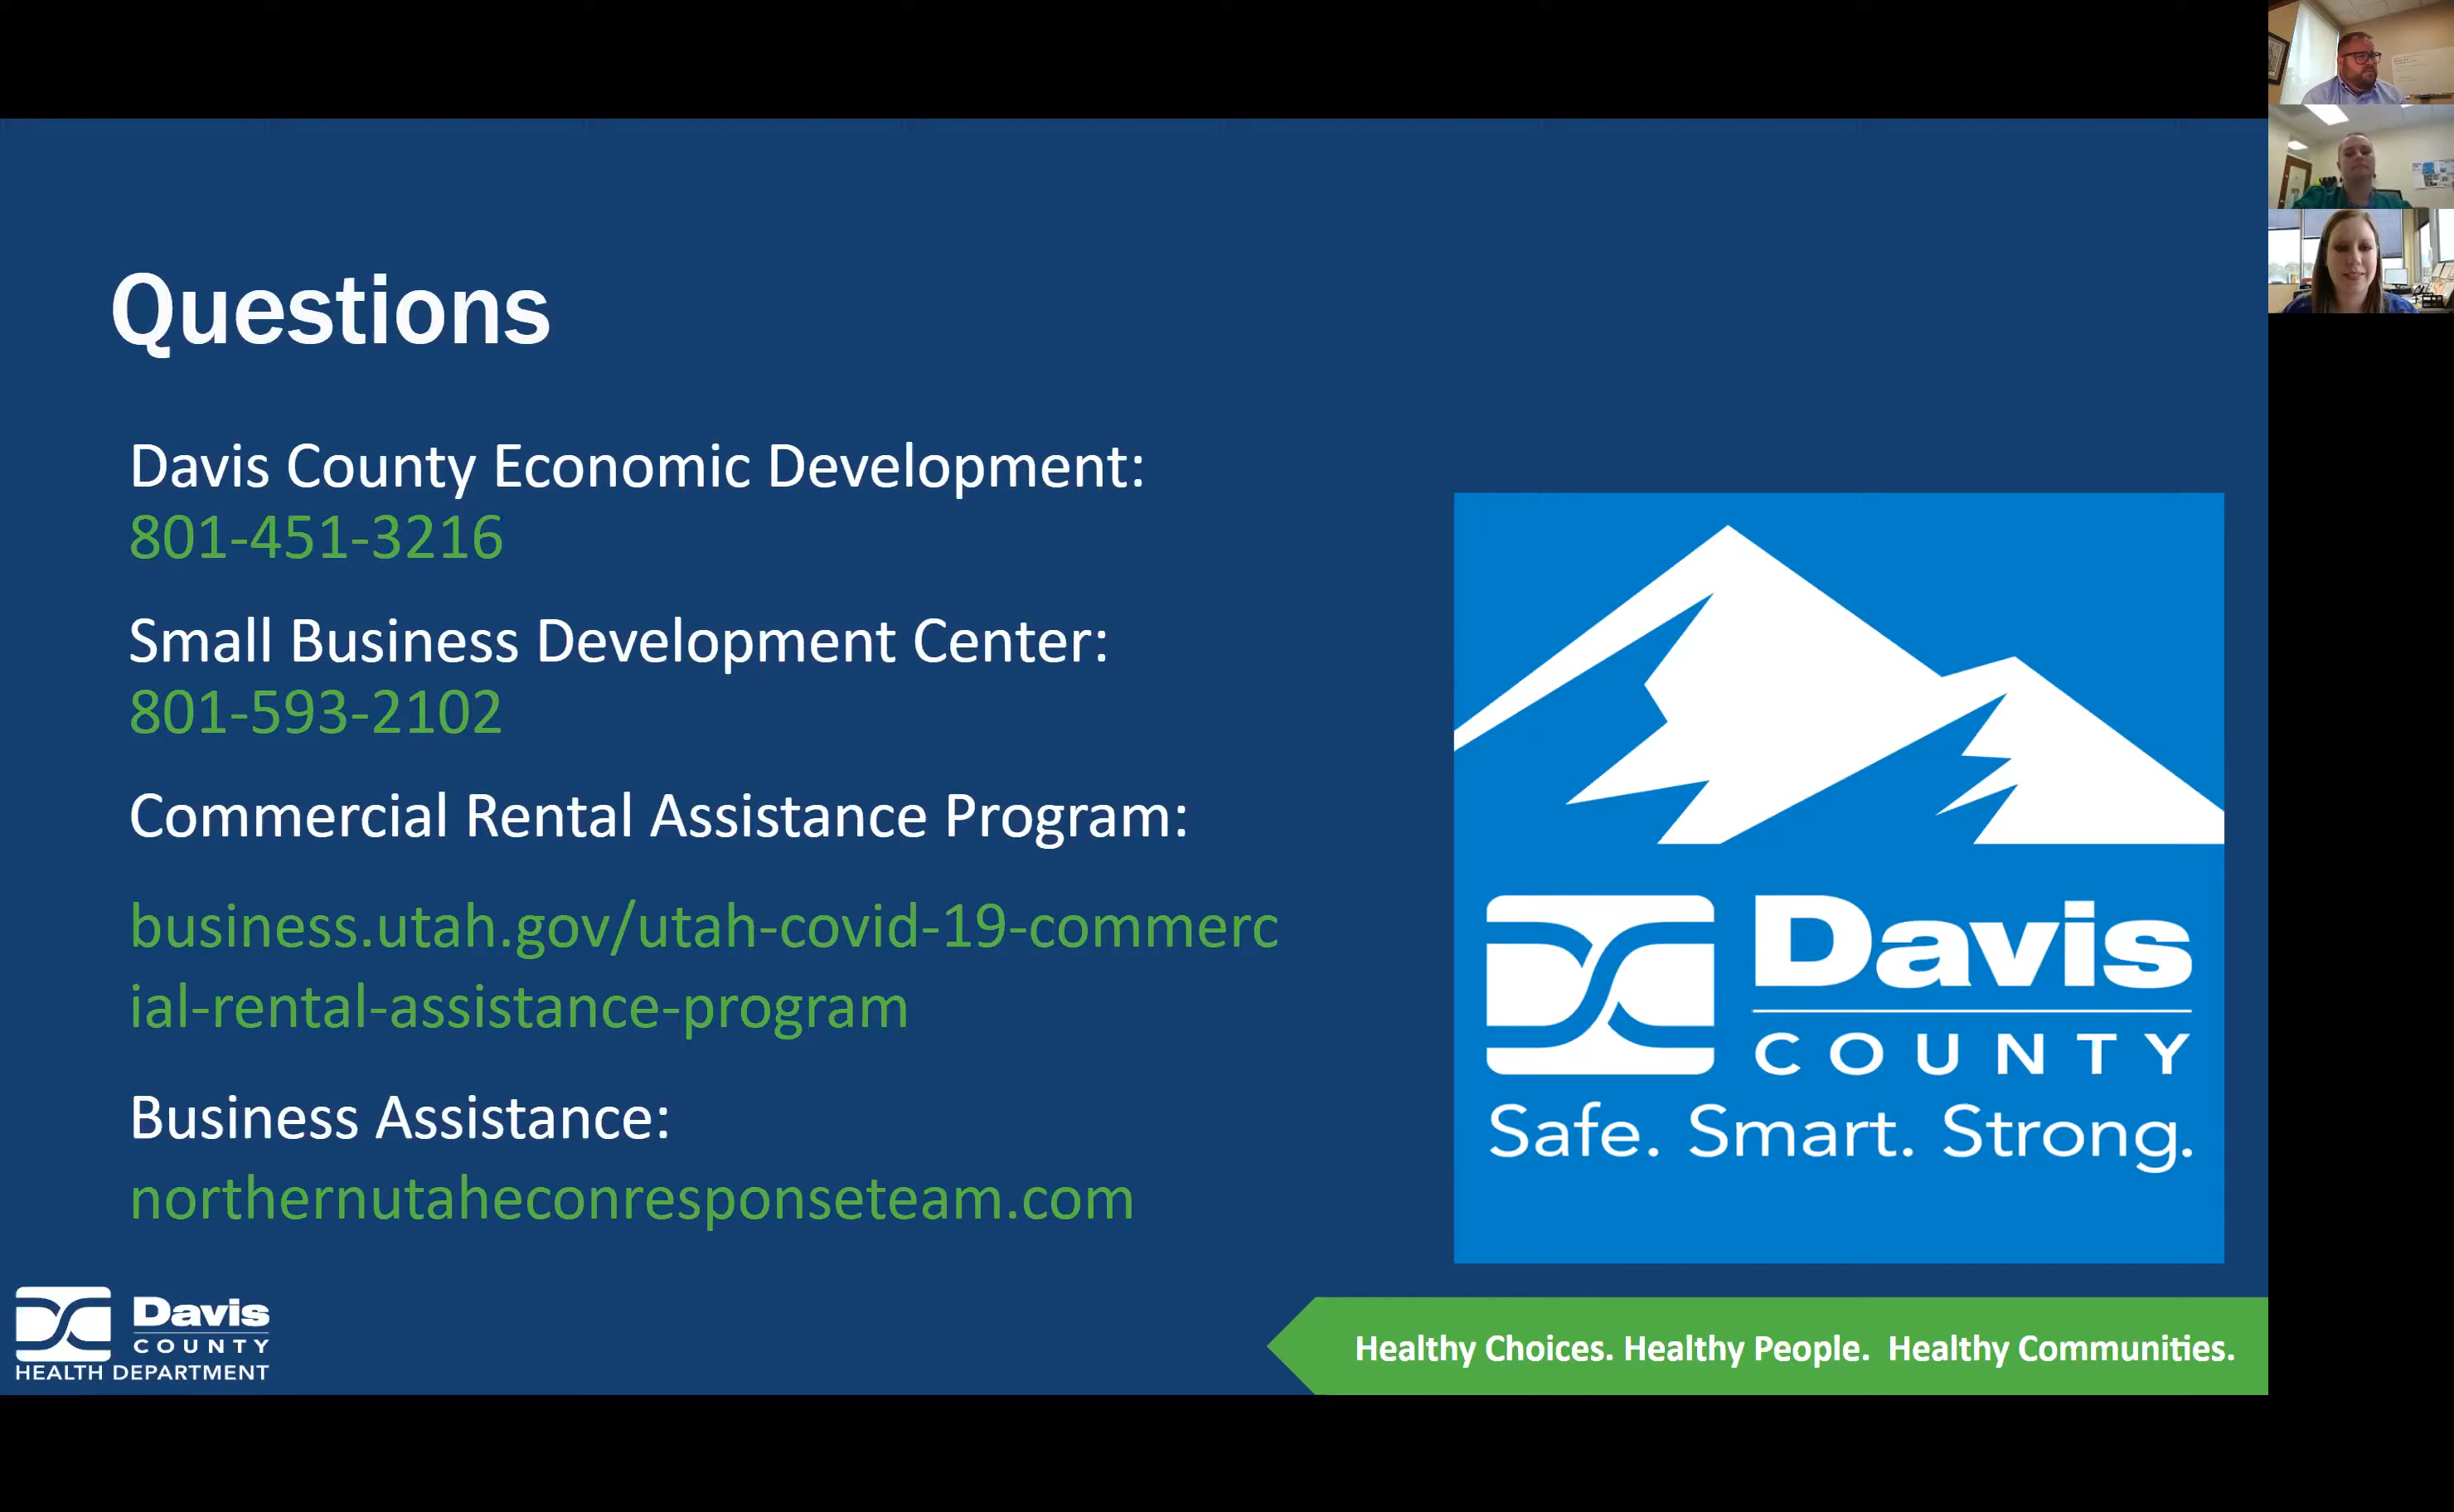 Questions
Davis County Economic Development:
801-451-3216
Small Business Development Center:
801-593-2102
Commercial Rental Assistance Program:
business.utah.gov/utah-covid-19-commerc
ial-rental-assistance-program
Business Assistance:
northernutaheconresponseteam.com
Davis
COUNTY
Safe. Smart. Strong.
Davis
COUNTY
HEALTH DEPARTMENT
Healthy Choices. Healthy People. Healthy Communities.